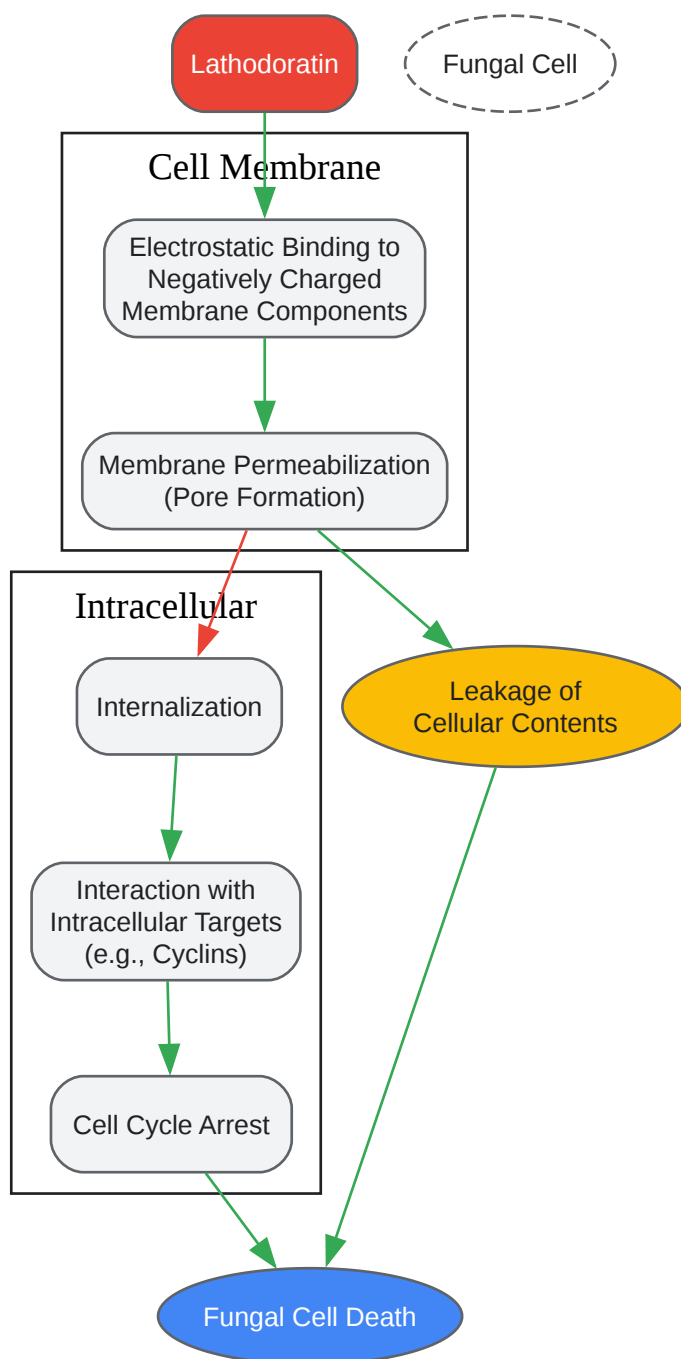 Lathodoratin
Fungal Cell
Cell Membrane
Electrostatic Binding to
Negatively Charged
Membrane Components
Membrane Permeabilization
(Pore Formation)
Intracellular
Internalization
Leakage of
Cellular Contents
Interaction with
Intracellular Targets
(e.g., Cyclins)
Cell Cycle Arrest
Fungal Cell Death